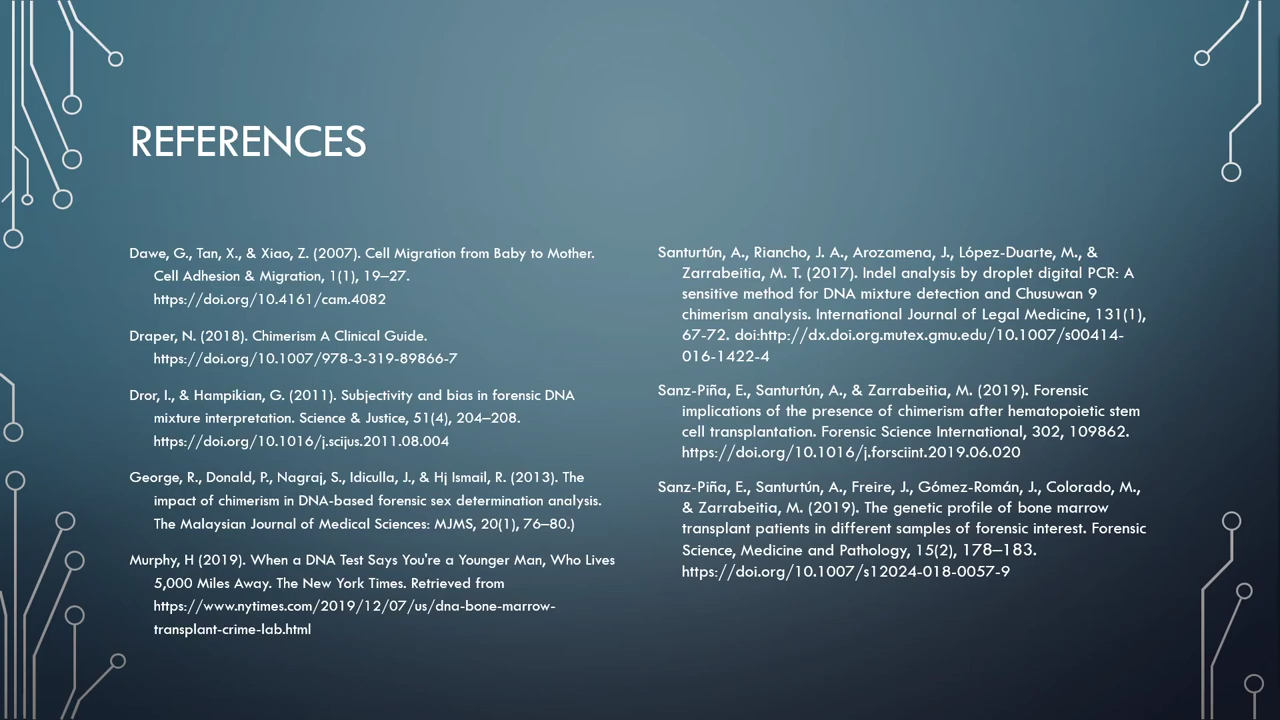 REFERENCES
Dawe, G., Tan, X., & Xiao, Z. (2007). Cell Migration from Baby to Mother.
Cell Adhesion & Migration, 1(1), 19–27.
https://doi.org/10.4161/cam.4082
Draper, N. (2018). Chimerism A Clinical Guide.
https://doi.org/10.1007/978-3-319-89866-7
Dror, I., & Hampikian, G. (2011). Subjectivity and bias in forensic DNA
mixture interpretation. Science & Justice, 51(4), 204–208.
https://doi.org/10.1016/j.scijus.2011.08.004
George, R., Donald, P., Nagraj, S., Idiculla, J., & Hj Ismail, R. (2013). The
impact of chimerism in DNA-based forensic sex determination analysis.
The Malaysian Journal of Medical Sciences: MJMS, 20(1), 76–80.)
Murphy, H (2019). When a DNA Test Says You're a Younger Man, Who Lives
5,000 Miles Away. The New York Times. Retrieved from
https://www.nytimes.com/2019/12/07/us/dna-bone-marrow-
transplant-crime-lab.html
Santurtún, A., Riancho, J. A., Arozamena, J., López-Duarte, M., &
Zarrabeitia, M. T. (2017). Indel analysis by droplet digital PCR: A
sensitive method for DNA mixture detection and Chusuwan 9
chimerism analysis. International Journal of Legal Medicine, 131(1),
67-72. doi:http://dx.doi.org.mutex.gmu.edu/10.1007/s00414-
016-1422-4
Sanz-Piña, E., Santurtún, A., & Zarrabeitia, M. (2019). Forensic
implications of the presence of chimerism after hematopoietic stem
cell transplantation. Forensic Science International, 302, 109862.
https://doi.org/10.1016/j.forsciint.2019.06.020
Sanz-Piña, E., Santurtún, A., Freire, J., Gómez-Román, J., Colorado, M.,
& Zarrabeitia, M. (2019). The genetic profile of bone marrow
transplant patients in different samples of forensic interest. Forensic
Science, Medicine and Pathology, 15(2), 178–183.
https://doi.org/10.1007/s12024-018-0057-9